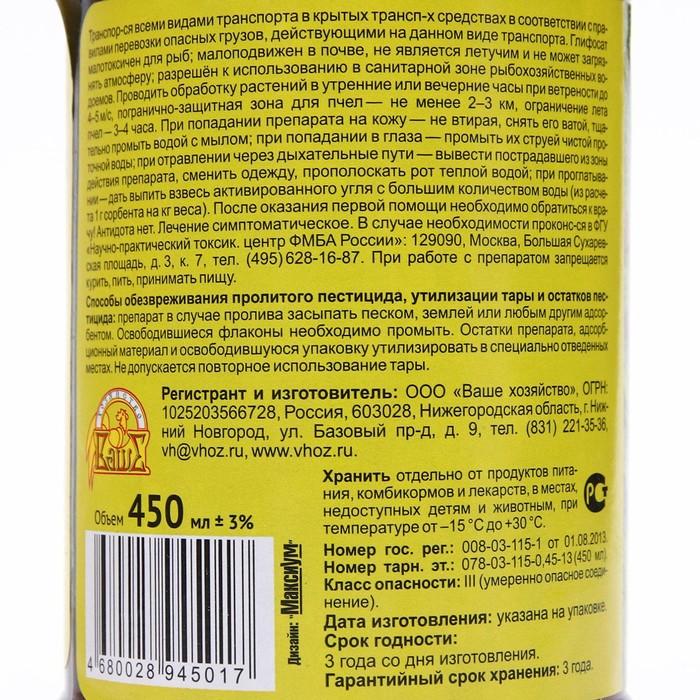 Транспор-ся всеми видами транспорта в крытых трансп-х средствах в соответствии с пра-
вилами перевозки опасных грузов, действующими на данном виде транспорта. Глифосат
малотоксичен для рыб; малоподвижен в почве, не является летучим и не может загряз-
нять атмосферу; разрешён к использованию в санитарной зоне рыбохозяйственных во-
доемов. Проводить обработку растений в утренние или вечерние часы при ветрености до
4–5 м/с, погранично-защитная зона для пчел — не менее 2–3 км, ограничение лета
пчел — 3–4 часа. При попадании препарата на кожу — не втирая, снять его ватой, тща-
тельно промыть водой с мылом; при попадании в глаза — промыть их струей чистой про-
точной воды; при отравлении через дыхательные пути — вывести пострадавшего из зоны
действия препарата, сменить одежду, прополоскать рот теплой водой; при проглатыва-
нии — дать выпить взвесь активированного угля с большим количеством воды (из расче-
та 1 г сорбента на кг веса). После оказания первой помощи необходимо обратиться к вра-
чу! Антидота нет. Лечение симптоматическое. В случае необходимости проконс-ся в ФГУ
«Научно-практический токсик. центр ФМБА России»: 129090, Москва, Большая Сухарев-
ская площадь, д. 3, к. 7, тел. (495) 628-16-87. При работе с препаратом запрещается
курить, пить, принимать пищу.
Способы обезвреживания пролитого пестицида, утилизации тары и остатков пес-
тицида: препарат в случае пролива засыпать песком, землей или любым другим адсор-
бентом. Освободившиеся флаконы необходимо промыть. Остатки препарата, адсорб-
ционный материал и освободившуюся упаковку утилизировать в специально отведенных
местах. Не допускается повторное использование тары.
Регистрант и изготовитель: ООО «Ваше хозяйство», ОГРН:
1025203566728, Россия, 603028, Нижегородская область, г. Ниж-
ний Новгород, ул. Базовый пр-д, д. 9, тел. (831) 221-35-36,
vh@vhoz.ru, www.vhoz.ru.
Ваше
Объем 450 мл ± 3%
4 680028 945017
Дизайн: "Максиум"
Хранить отдельно от продуктов пита-
ния, комбикормов и лекарств, в местах,
недоступных детям и животным, при
температуре от –15 °С до +30 °С.
РСТ
Номер гос. рег.: 008-03-115-1 от 01.08.2013.
Номер тарн. эт.: 078-03-115-0,45-13 (450 мл).
Класс опасности: III (умеренно опасное соеди-
нение).
Дата изготовления: указана на упаковке.
Срок годности:
3 года со дня изготовления.
Гарантийный срок хранения: 3 года.